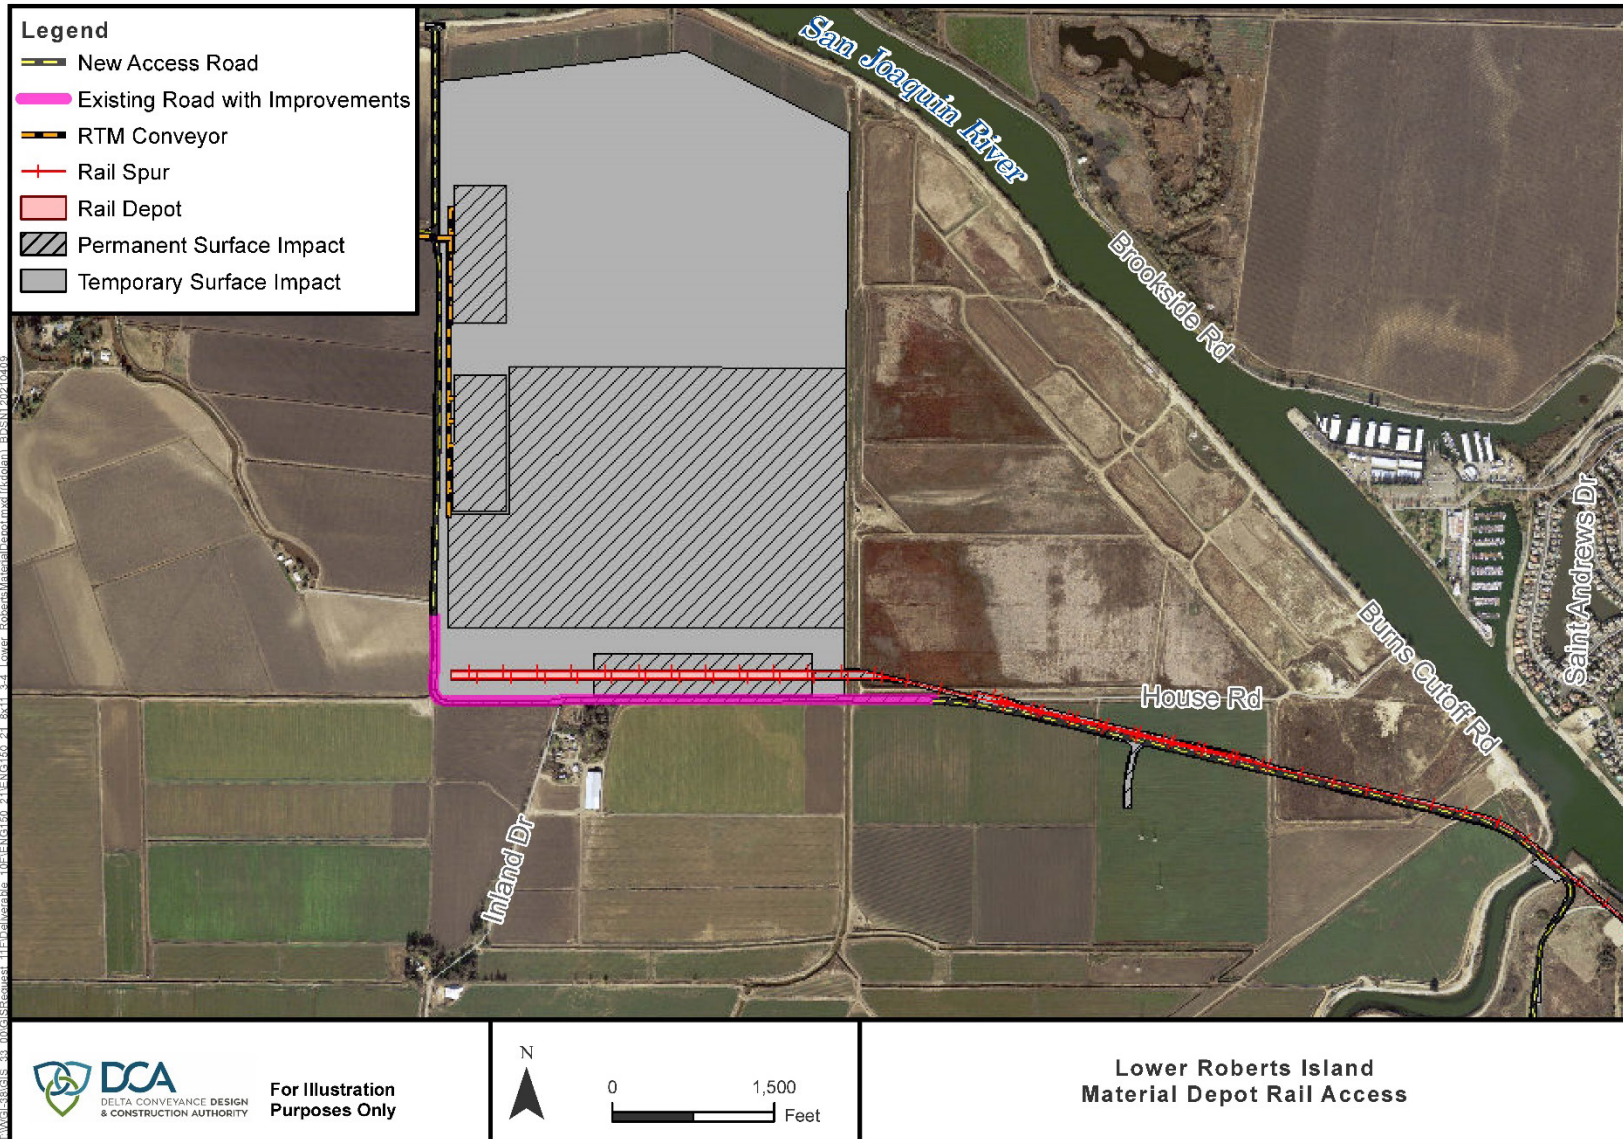 Legend
New Access Road
Existing Road with Improvements
RTM Conveyor
Rail Spur
Rail Depot
Permanent Surface Impact
Temporary Surface Impact
San Joaquin River
Brookside Rd
Saint Andrews Dr
Burns Cutoff Rd
House Rd
Inland Dr
DCA
DELTA CONVEYANCE DESIGN
& CONSTRUCTION AUTHORITY
For Illustration
Purposes Only
N
0 1,500
Feet
Lower Roberts Island
Material Depot Rail Access